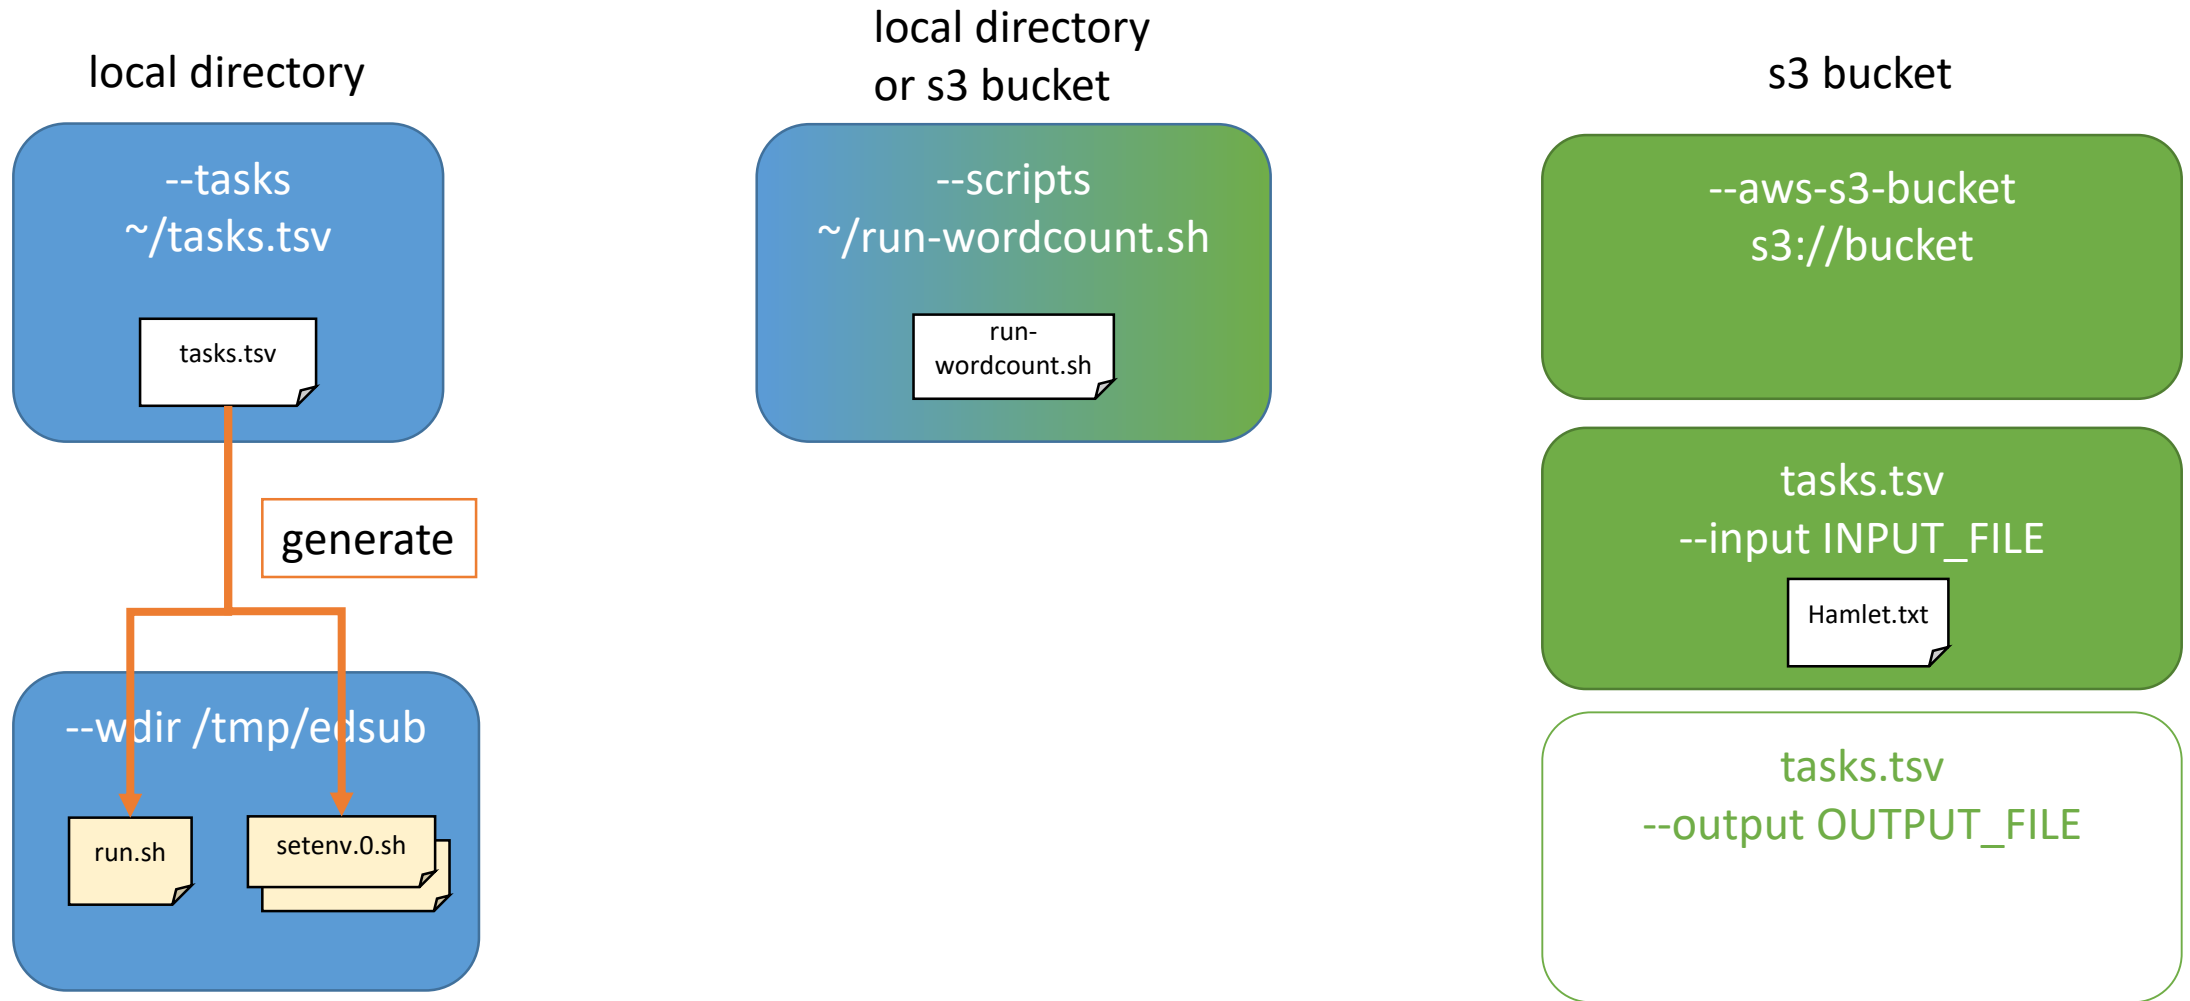 local directory
--tasks
~/tasks.tsv
tasks.tsv
generate
--wdir /tmp/edsub
run.sh
setenv.0.sh
local directory
or s3 bucket
--scripts
~/run-wordcount.sh
run-
wordcount.sh
s3 bucket
--aws-s3-bucket
s3://bucket
tasks.tsv
--input INPUT_FILE
Hamlet.txt
tasks.tsv
--output OUTPUT_FILE